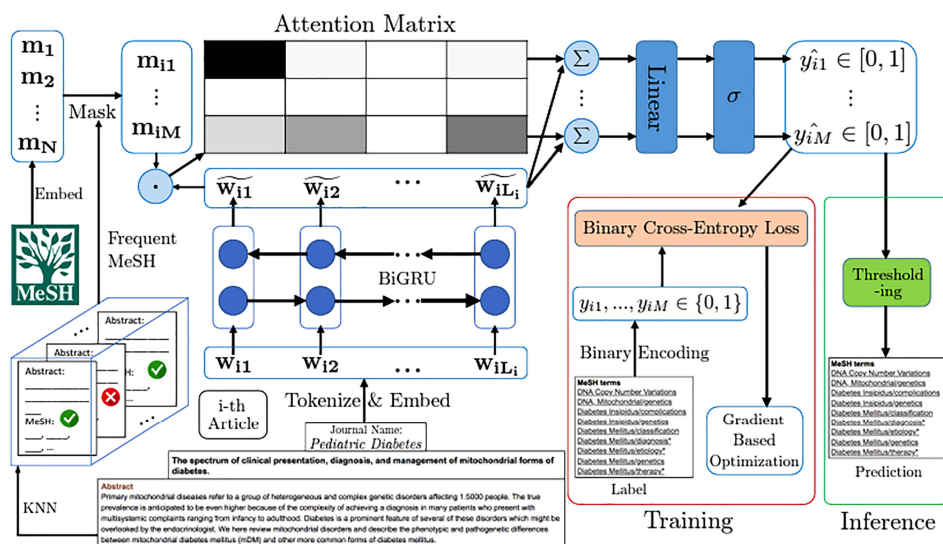 Attention Matrix
m1
m2
⋮
mN
Mask
mi1
⋮
miM
Σ
⋮
Σ
Linear
σ
ŷi1 ∈ [0, 1]
⋮
ŷiM ∈ [0, 1]
Embed
MeSH
Frequent
MeSH
·
w̃i1
w̃i2
...
w̃iLi
...
BiGRU
...
wi1
wi2
...
wiLi
Tokenize & Embed
i-th
Article
Journal Name:
Pediatric Diabetes
...
Abstract:
Abstract:
Abstract:
MeSH:
...
KNN
The spectrum of clinical presentation, diagnosis, and management of mitochondrial forms of
diabetes.
Abstract
Primary mitochondrial diseases refer to a group of heterogeneous and complex genetic disorders affecting 1:5000 people. The true
prevalence is anticipated to be even higher because of the complexity of achieving a diagnosis in many patients who present with
multisystemic complaints ranging from infancy to adulthood. Diabetes is a prominent feature of several of these disorders which might be
overlooked by the endocrinologist. We here review mitochondrial disorders and describe the phenotypic and pathogenetic differences
between mitochondrial diabetes mellitus (mDM) and other more common forms of diabetes mellitus.
Binary Cross-Entropy Loss
yi1, ..., yiM ∈ {0, 1}
Binary Encoding
MeSH terms
DNA Copy Number Variations
DNA, Mitochondrial/genetics
Diabetes Insipidus/complications
Diabetes Insipidus/genetics
Diabetes Mellitus/classification
Diabetes Mellitus/diagnosis*
Diabetes Mellitus/etiology*
Diabetes Mellitus/genetics
Diabetes Mellitus/therapy*
Label
Gradient
Based
Optimization
Training
Threshold
-ing
MeSH terms
DNA Copy Number Variations
DNA, Mitochondrial/genetics
Diabetes Insipidus/complications
Diabetes Insipidus/genetics
Diabetes Mellitus/classification
Diabetes Mellitus/diagnosis*
Diabetes Mellitus/etiology*
Diabetes Mellitus/genetics
Diabetes Mellitus/therapy*
Prediction
Inference